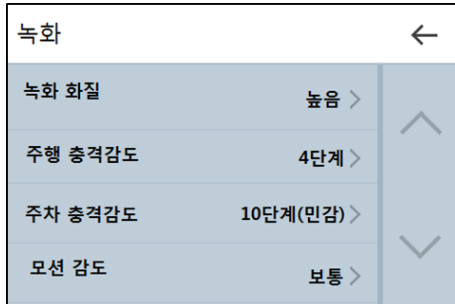 녹화
녹화 화질 높음
주행 충격감도 4단계
주차 충격감도 10단계(민감)
모션 감도 보통